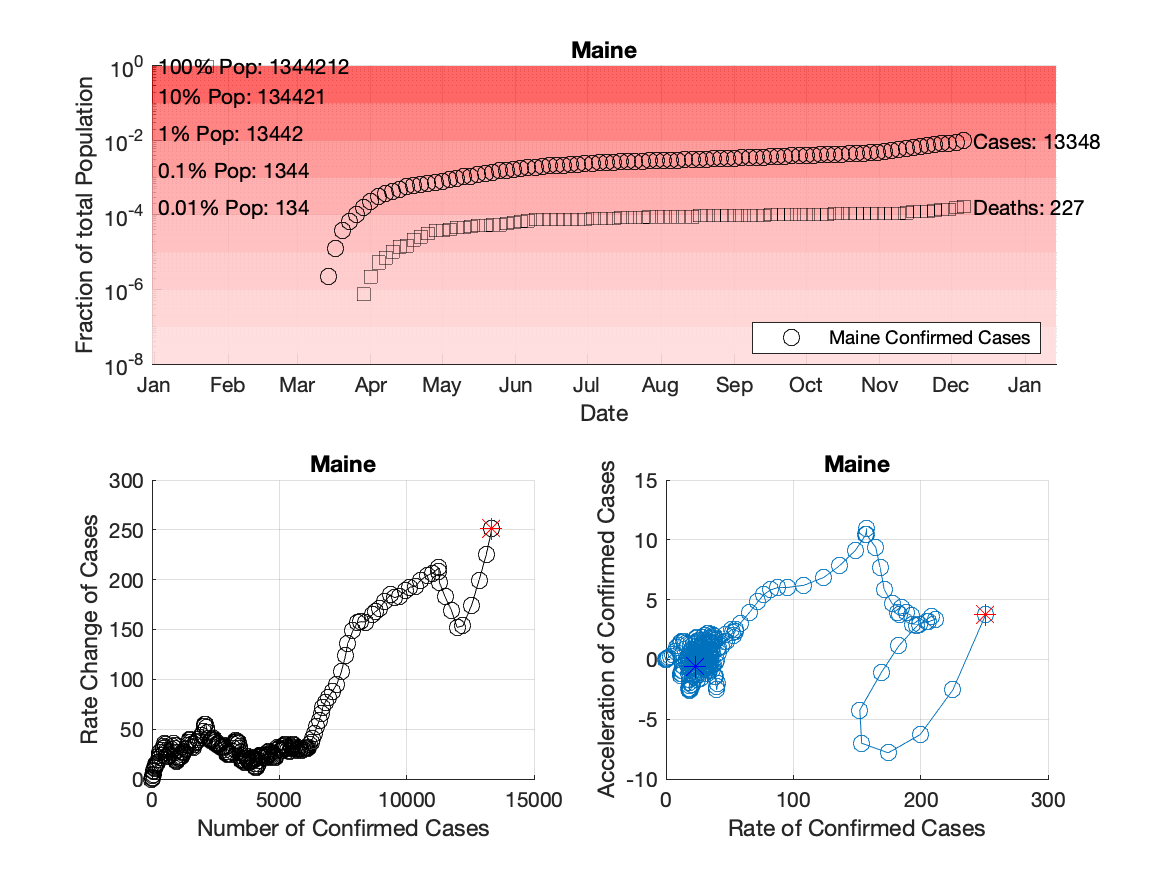 Maine
Fraction of total Population
10^0
10^-2
10^-4
10^-6
10^-8
100% Pop: 1344212
10% Pop: 134421
1% Pop: 13442
0.1% Pop: 1344
0.01% Pop: 134
Cases: 13348
Deaths: 227
Maine Confirmed Cases
Jan Feb Mar Apr May Jun Jul Aug Sep Oct Nov Dec Jan
Date
Maine
Rate Change of Cases
300
250
200
150
100
50
0
0 5000 10000 15000
Number of Confirmed Cases
Maine
Acceleration of Confirmed Cases
15
10
5
0
-5
-10
0 100 200 300
Rate of Confirmed Cases